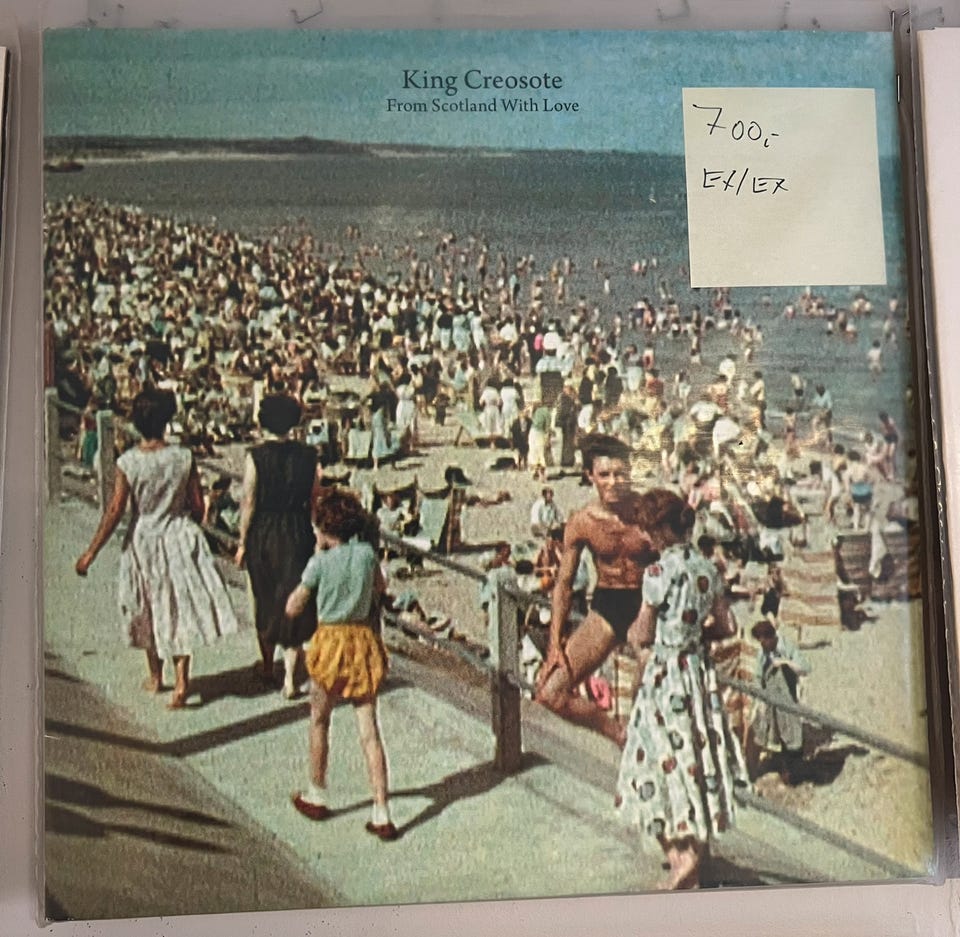 King Creosote
From Scotland With Love
700,-
EX/EX